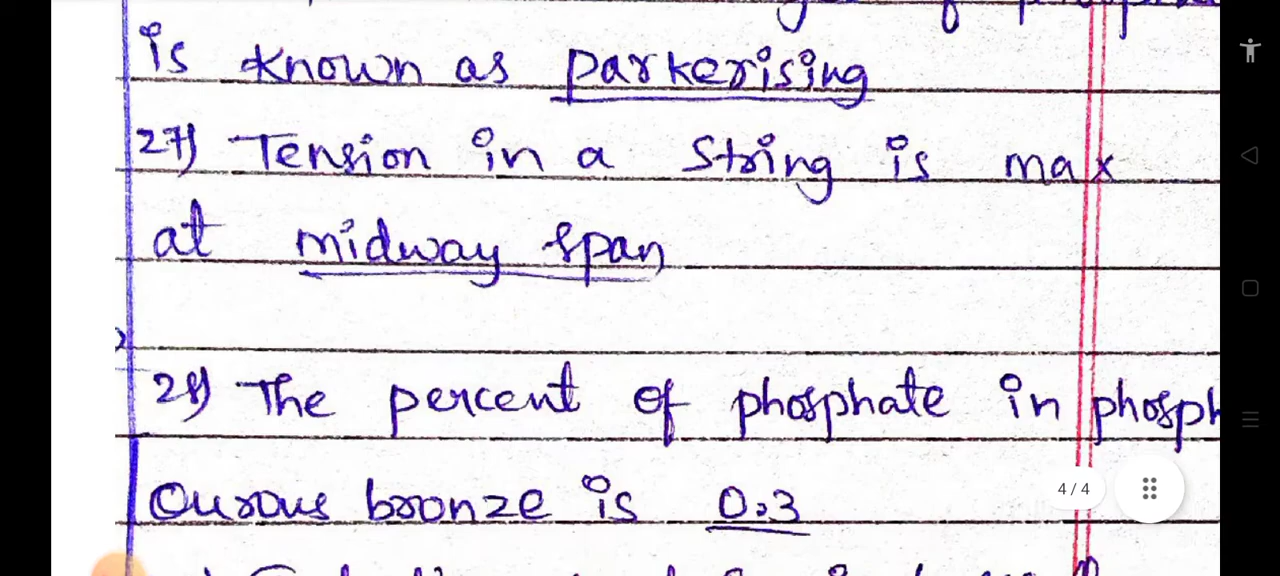 is known as parkerising
27) Tension in a string is max
at midway span
28) The percent of phosphate in phosph
ourous bronze is 0.3
4 / 4